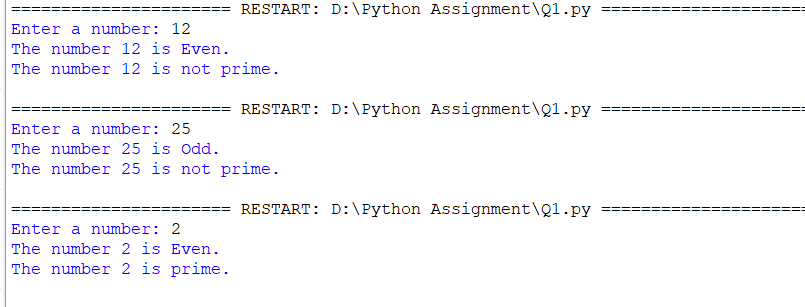 ====================== RESTART: D:\Python Assignment\Q1.py =====================
Enter a number: 12
The number 12 is Even.
The number 12 is not prime.
====================== RESTART: D:\Python Assignment\Q1.py =====================
Enter a number: 25
The number 25 is Odd.
The number 25 is not prime.
====================== RESTART: D:\Python Assignment\Q1.py =====================
Enter a number: 2
The number 2 is Even.
The number 2 is prime.